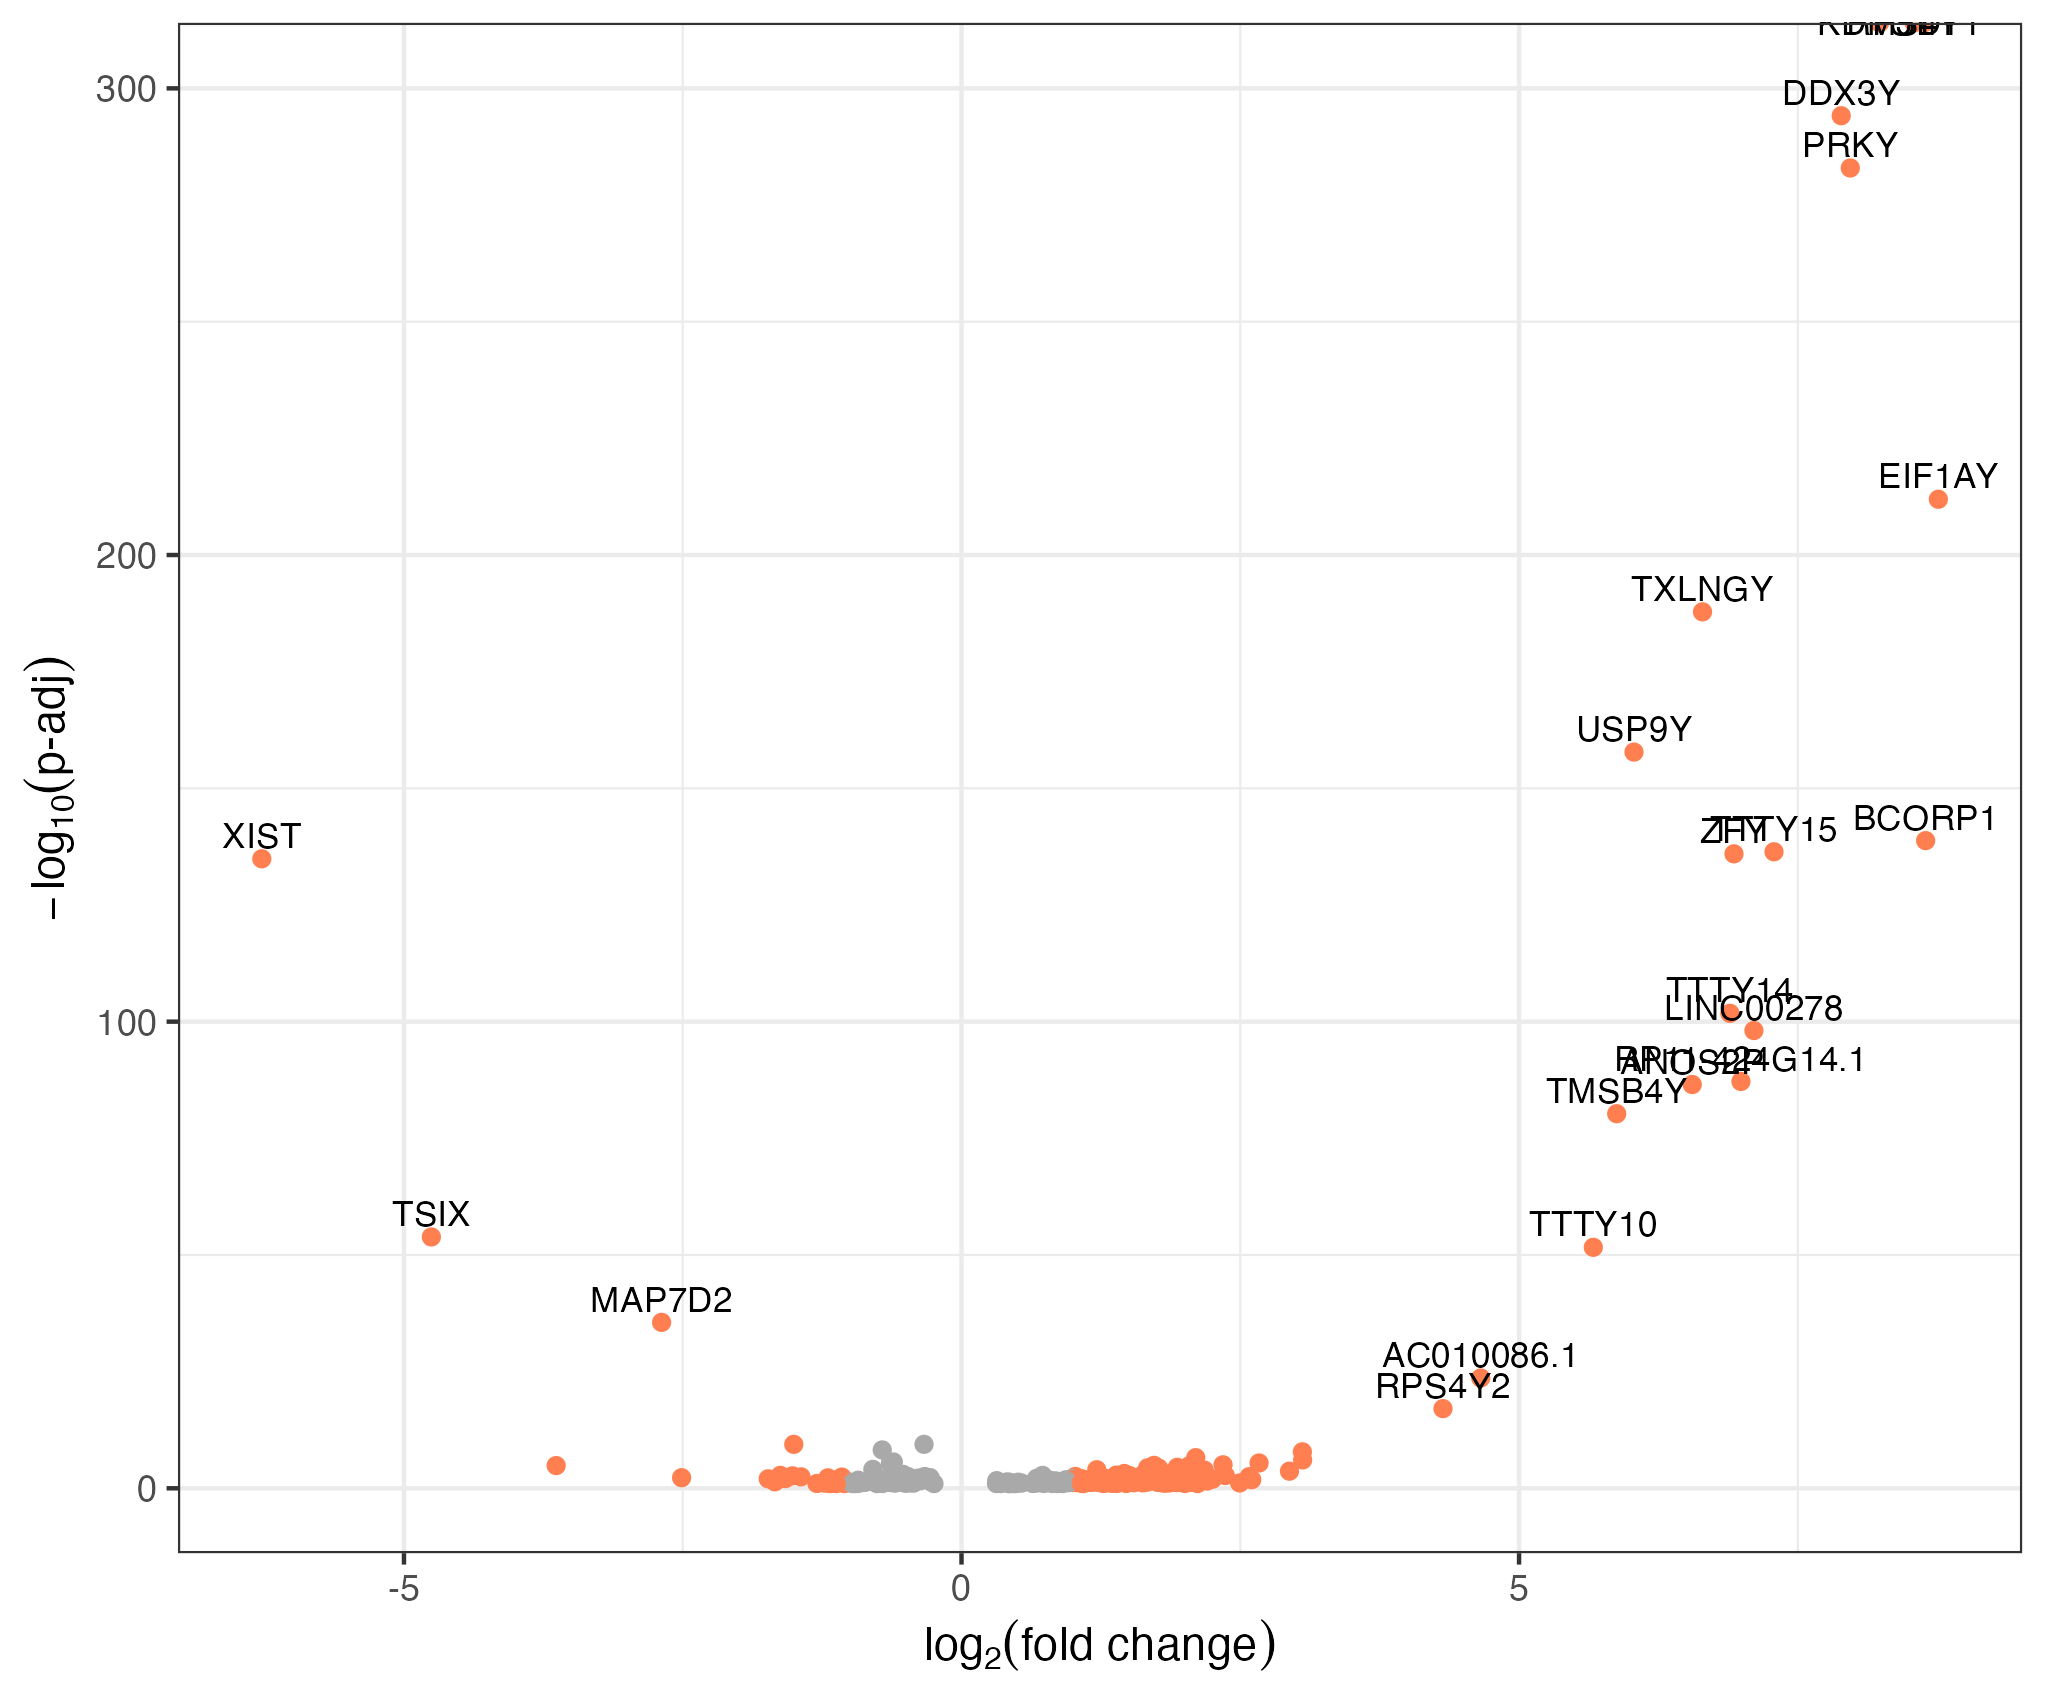 300
DDX3Y
PRKY
EIF1AY
200
TXLNGY
USP9Y
XIST
ZFY
TTTY15
BCORP1
TTTY14
100
LINC00278
TMSB4Y
TSIX
TTTY10
MAP7D2
AC010086.1
RPS4Y2
0
-5
0
5
log₂(fold change)
−log₁₀(p-adj)